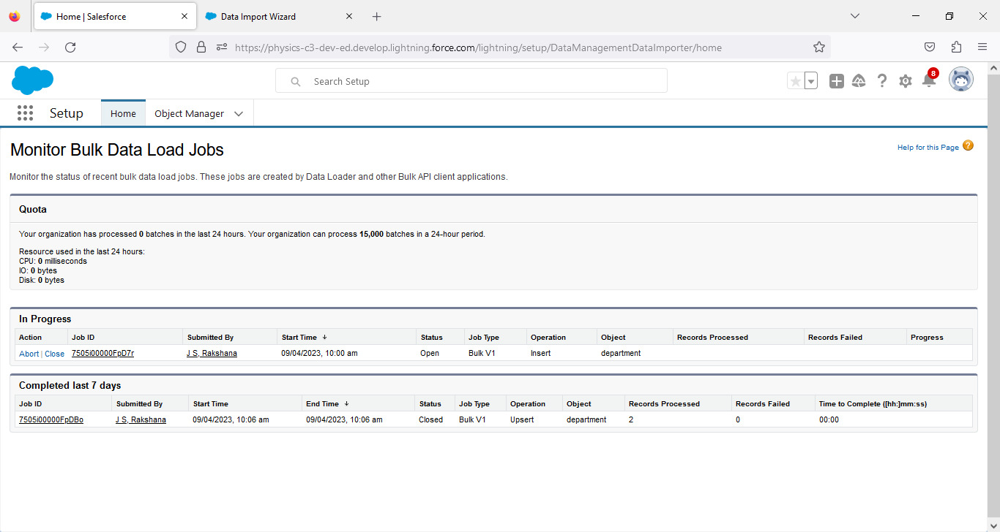 Home | Salesforce
Data Import Wizard
https://physics-c3-dev-ed.develop.lightning.force.com/lightning/setup/DataManagementDataImporter/home
Search Setup
8
Setup
Home
Object Manager
Monitor Bulk Data Load Jobs
Help for this Page ?
Monitor the status of recent bulk data load jobs. These jobs are created by Data Loader and other Bulk API client applications.
Quota
Your organization has processed 0 batches in the last 24 hours. Your organization can process 15,000 batches in a 24-hour period.
Resource used in the last 24 hours:
CPU: 0 milliseconds
IO: 0 bytes
Disk: 0 bytes
In Progress
Action Job ID Submitted By Start Time Status Job Type Operation Object Records Processed Records Failed Progress
Abort | Close 7505i00000FpD7r J S, Rakshana 09/04/2023, 10:00 am Open Bulk V1 Insert department
Completed last 7 days
Job ID Submitted By Start Time End Time Status Job Type Operation Object Records Processed Records Failed Time to Complete ([hh:]mm:ss)
7505i00000FpDBo J S, Rakshana 09/04/2023, 10:06 am 09/04/2023, 10:06 am Closed Bulk V1 Upsert department 2 0 00:00